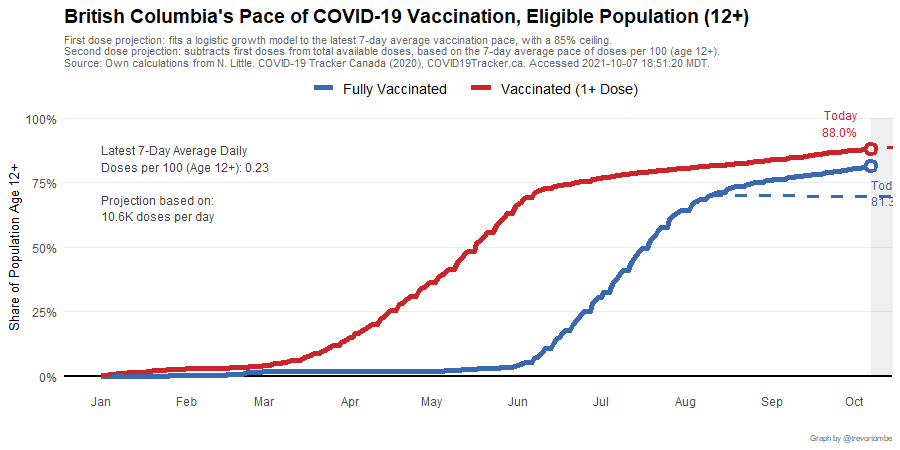 British Columbia's Pace of COVID-19 Vaccination, Eligible Population (12+)
First dose projection: fits a logistic growth model to the latest 7-day average vaccination pace, with a 85% ceiling.
Second dose projection: subtracts first doses from total available doses, based on the 7-day average pace of doses per 100 (age 12+).
Source: Own calculations from N. Little. COVID-19 Tracker Canada (2020), COVID19Tracker.ca. Accessed 2021-10-07 18:51:20 MDT.
Fully Vaccinated
Vaccinated (1+ Dose)
Share of Population Age 12+
100%
75%
50%
25%
0%
Latest 7-Day Average Daily
Doses per 100 (Age 12+): 0.23
Projection based on:
10.6K doses per day
Today
88.0%
Tod
81.3
Jan
Feb
Mar
Apr
May
Jun
Jul
Aug
Sep
Oct
Graph by @trevortombe